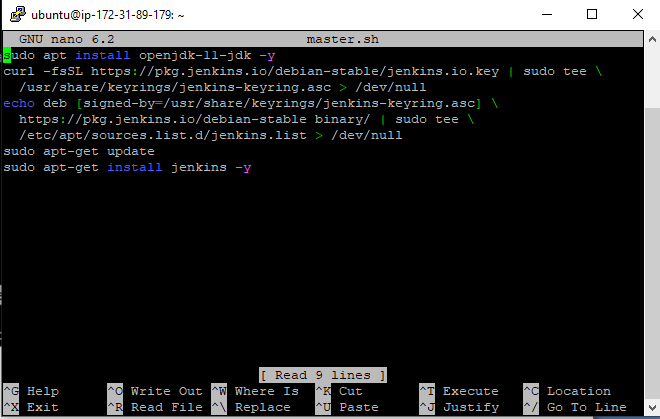 ubuntu@ip-172-31-89-179: ~
GNU nano 6.2 master.sh
sudo apt install openjdk-11-jdk -y
curl -fsSL https://pkg.jenkins.io/debian-stable/jenkins.io.key | sudo tee \
/usr/share/keyrings/jenkins-keyring.asc > /dev/null
echo deb [signed-by=/usr/share/keyrings/jenkins-keyring.asc] \
https://pkg.jenkins.io/debian-stable binary/ | sudo tee \
/etc/apt/sources.list.d/jenkins.list > /dev/null
sudo apt-get update
sudo apt-get install jenkins -y
[ Read 9 lines ]
^G Help ^O Write Out ^W Where Is ^K Cut ^T Execute ^C Location
^X Exit ^R Read File ^\ Replace ^U Paste ^J Justify ^/ Go To Line